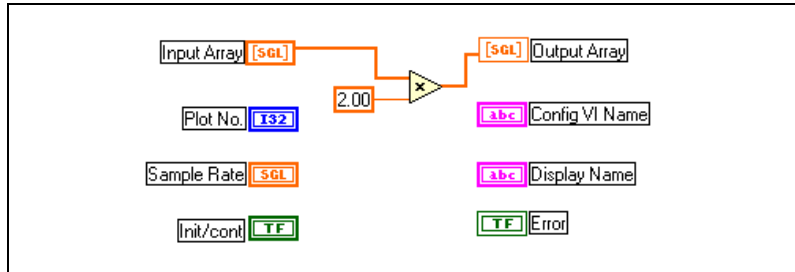 Input Array [SGL]
[SGL] Output Array
2.00
x
Plot No. I32
abc Config VI Name
Sample Rate SGL
abc Display Name
Init/cont TF
TF Error